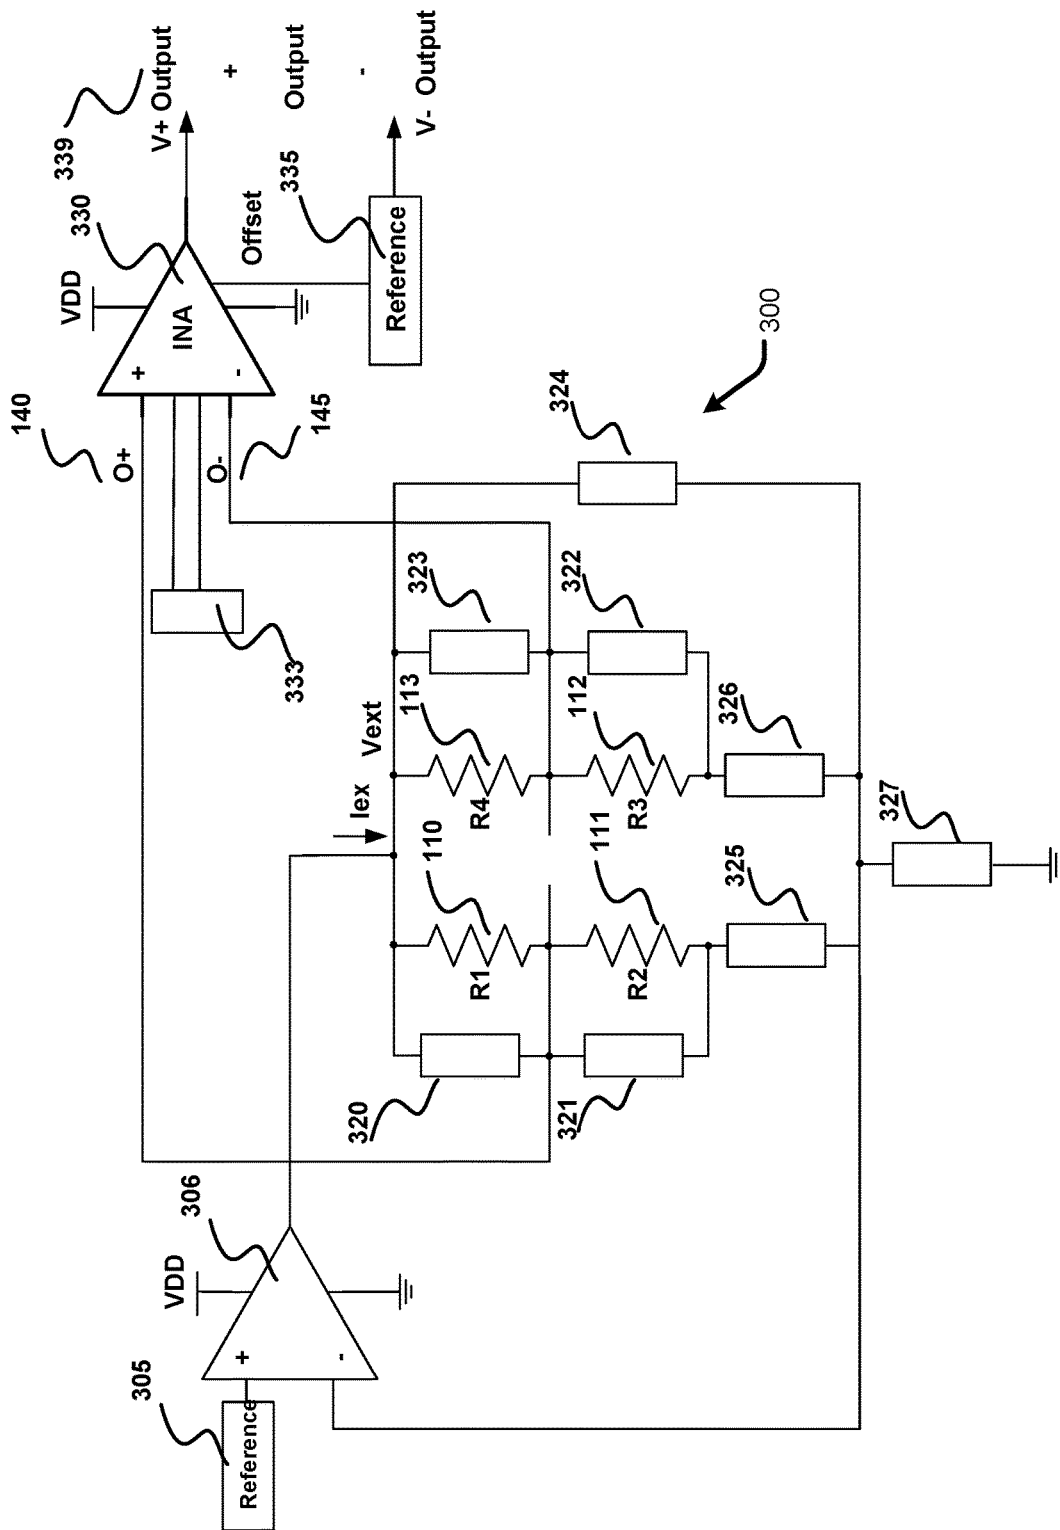 339
V+ Output
+
Output
-
V- Output
330
335
VDD
Offset
INA
Reference
+
-
140
O+
O-
145
333
300
324
323
322
113
112
326
Vext
Iex
R4
R3
327
110
111
325
R1
R2
320
321
306
VDD
+
-
305
Reference